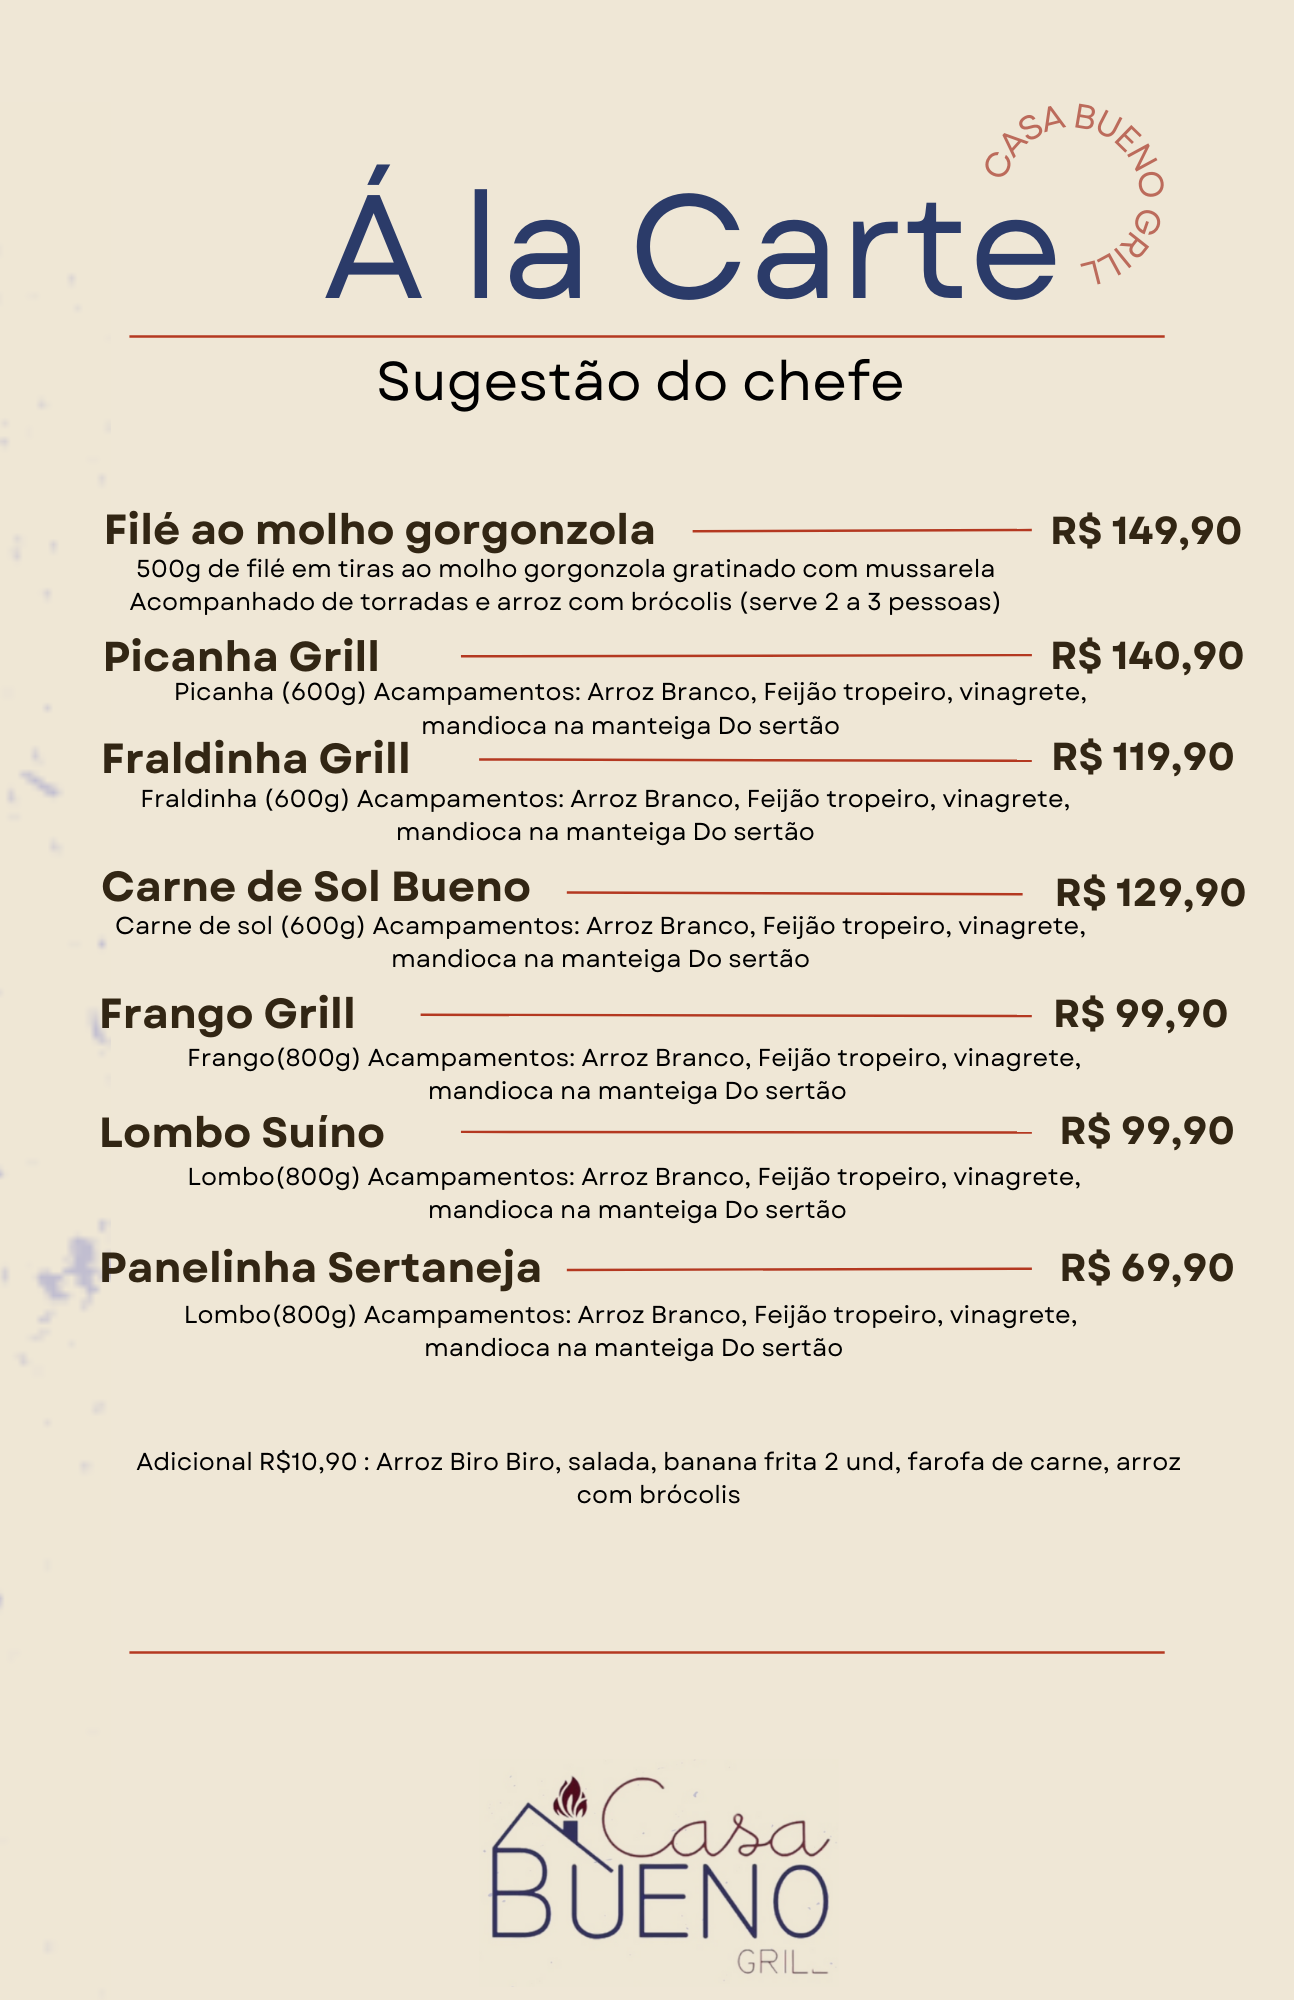 CASA BUENO GRILL
Á la Carte
Sugestão do chefe
Filé ao molho gorgonzola R$ 149,90
500g de filé em tiras ao molho gorgonzola gratinado com mussarela
Acompanhado de torradas e arroz com brócolis (serve 2 a 3 pessoas)
Picanha Grill R$ 140,90
Picanha (600g) Acampamentos: Arroz Branco, Feijão tropeiro, vinagrete,
mandioca na manteiga Do sertão
Fraldinha Grill R$ 119,90
Fraldinha (600g) Acampamentos: Arroz Branco, Feijão tropeiro, vinagrete,
mandioca na manteiga Do sertão
Carne de Sol Bueno R$ 129,90
Carne de sol (600g) Acampamentos: Arroz Branco, Feijão tropeiro, vinagrete,
mandioca na manteiga Do sertão
Frango Grill R$ 99,90
Frango(800g) Acampamentos: Arroz Branco, Feijão tropeiro, vinagrete,
mandioca na manteiga Do sertão
Lombo Suíno R$ 99,90
Lombo(800g) Acampamentos: Arroz Branco, Feijão tropeiro, vinagrete,
mandioca na manteiga Do sertão
Panelinha Sertaneja R$ 69,90
Lombo(800g) Acampamentos: Arroz Branco, Feijão tropeiro, vinagrete,
mandioca na manteiga Do sertão
Adicional R$10,90 : Arroz Biro Biro, salada, banana frita 2 und, farofa de carne, arroz
com brócolis
Casa
BUENO
GRILL